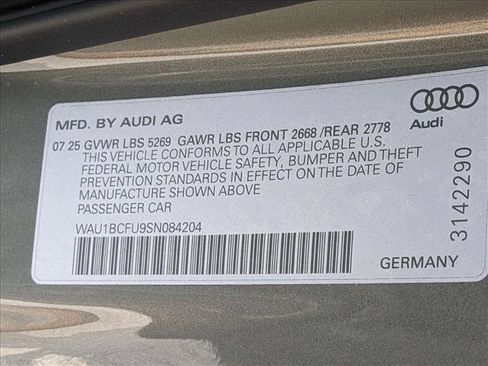 MFD. BY AUDI AG
07 25 GVWR LBS 5269 GAWR LBS FRONT 2668 /REAR 2778
THIS VEHICLE CONFORMS TO ALL APPLICABLE U.S.
FEDERAL MOTOR VEHICLE SAFETY, BUMPER AND THEFT
PREVENTION STANDARDS IN EFFECT ON THE DATE OF
MANUFACTURE SHOWN ABOVE
PASSENGER CAR
WAU1BCFU9SN084204
Audi
3142290
GERMANY